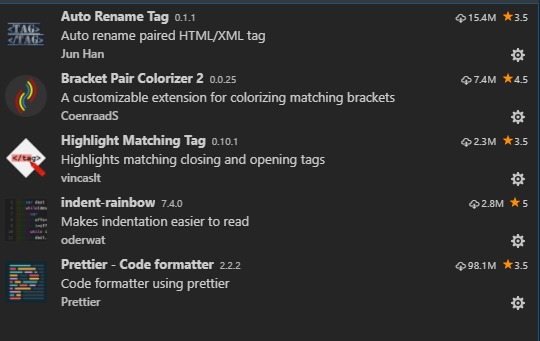 Auto Rename Tag 0.1.1 15.4M ★3.5
Auto rename paired HTML/XML tag
Jun Han
Bracket Pair Colorizer 2 0.0.25 7.4M ★4.5
A customizable extension for colorizing matching brackets
CoenraadS
Highlight Matching Tag 0.10.1 2.3M ★3.5
Highlights matching closing and opening tags
vincaslt
indent-rainbow 7.4.0 2.8M ★5
Makes indentation easier to read
oderwat
Prettier - Code formatter 2.2.2 98.1M ★3.5
Code formatter using prettier
Prettier